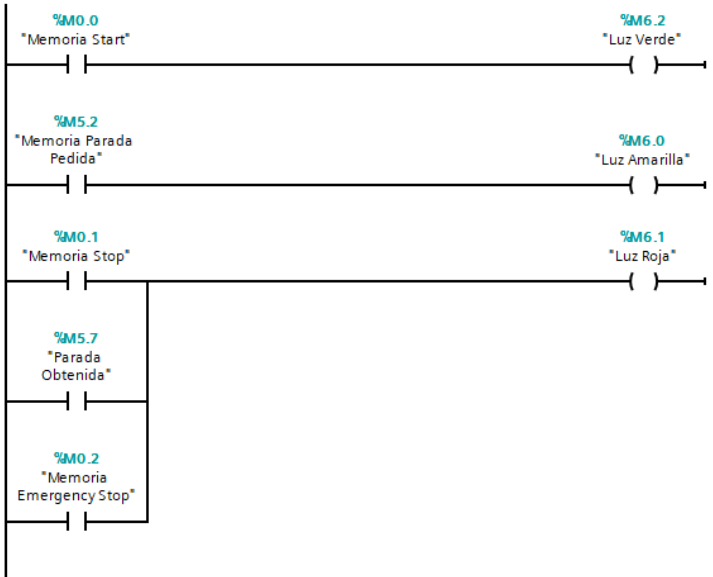 %M0.0
"Memoria Start"
%M6.2
"Luz Verde"
%M5.2
"Memoria Parada
Pedida"
%M6.0
"Luz Amarilla"
%M0.1
"Memoria Stop"
%M6.1
"Luz Roja"
%M5.7
"Parada
Obtenida"
%M0.2
"Memoria
Emergency Stop"